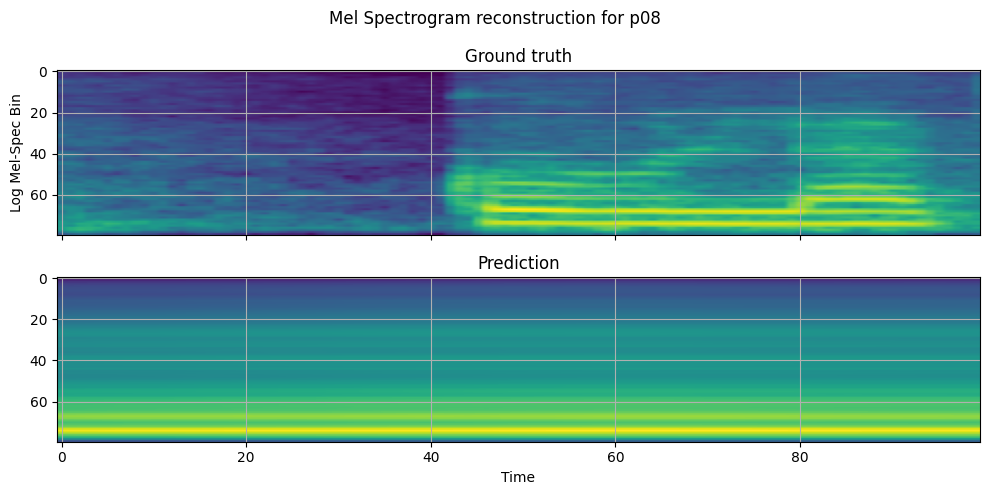 Mel Spectrogram reconstruction for p08
Ground truth
Log Mel-Spec Bin
0
20
40
60
Prediction
0
20
40
60
0 20 40 60 80
Time